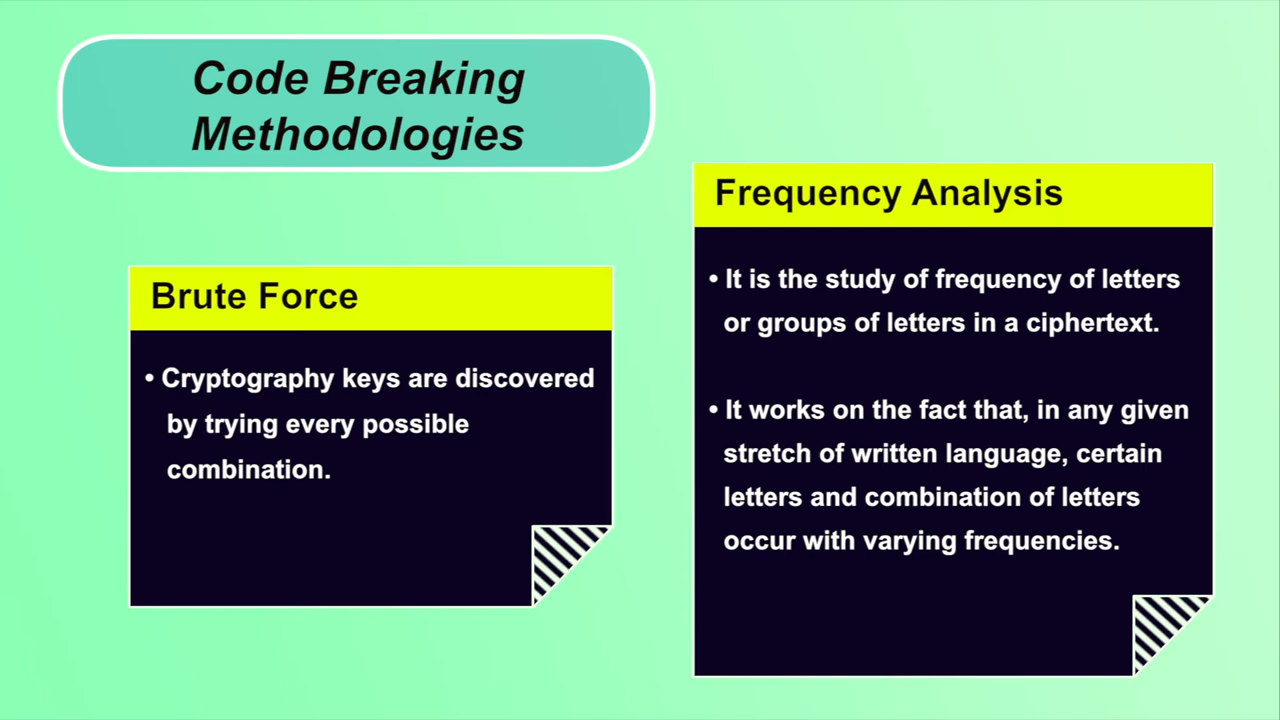 Code Breaking
Methodologies
Brute Force
• Cryptography keys are discovered
by trying every possible
combination.
Frequency Analysis
• It is the study of frequency of letters
or groups of letters in a ciphertext.
• It works on the fact that, in any given
stretch of written language, certain
letters and combination of letters
occur with varying frequencies.